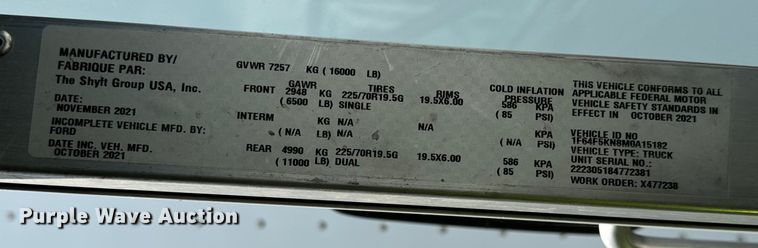 MANUFACTURED BY/
FABRIQUE PAR:
The Shyft Group USA, Inc.
DATE:
NOVEMBER 2021
INCOMPLETE VEHICLE MFD. BY:
FORD
DATE INC. VEH. MFD.
OCTOBER 2021
GVWR 7257 KG ( 16000 LB)
GAWR TIRES RIMS COLD INFLATION PRESSURE
FRONT 2948 KG 225/70R19.5G 19.5X6.00 586 KPA
( 6500 LB) SINGLE ( 85 PSI)
INTERM KG N/A N/A KPA
( N/A LB) N/A ( N/A PSI)
REAR 4990 KG 225/70R19.5G 19.5X6.00 586 KPA
( 11000 LB) DUAL ( 85 PSI)
THIS VEHICLE CONFORMS TO ALL
APPLICABLE FEDERAL MOTOR
VEHICLE SAFETY STANDARDS IN
EFFECT IN OCTOBER 2021
VEHICLE ID NO
1F64F5KN8M0A15182
VEHICLE TYPE: TRUCK
UNIT SERIAL NO:
222305184772381
WORK ORDER: X477238
Purple Wave Auction